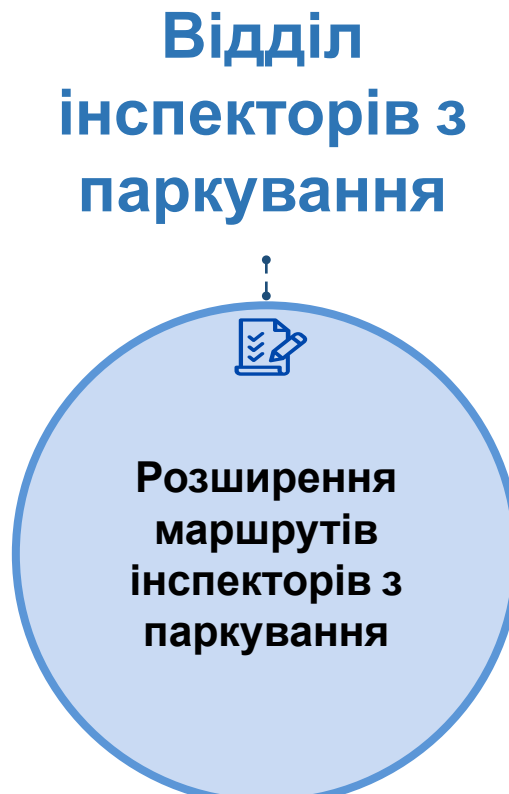 Відділ
інспекторів з
паркування
Розширення
маршрутів
інспекторів з
паркування